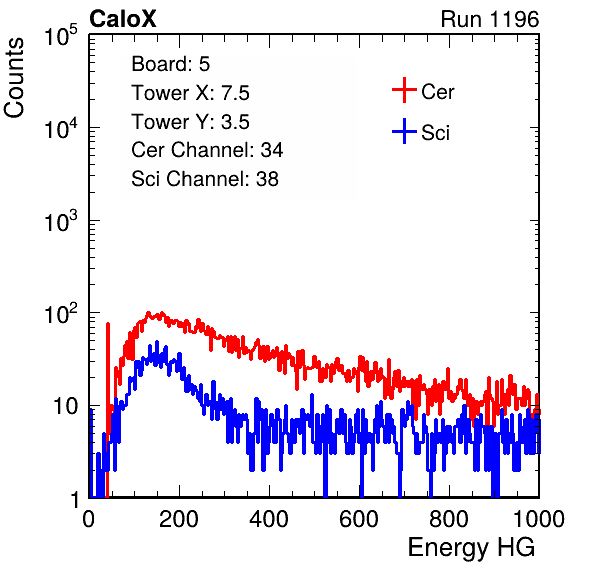 CaloX Run 1196
Counts
Board: 5
Tower X: 7.5
Tower Y: 3.5
Cer Channel: 34
Sci Channel: 38
Cer
Sci
10^5
10^4
10^3
10^2
10
1
0 200 400 600 800 1000
Energy HG